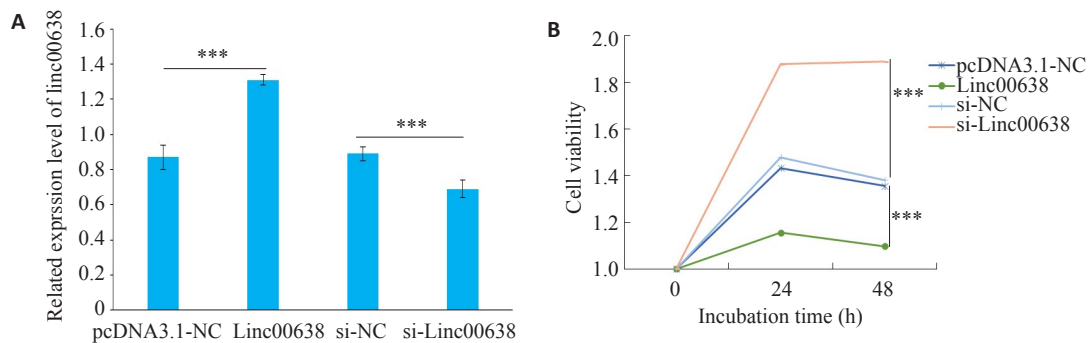 A
Related exprssion level of linc00638
1.6
1.4
1.2
1.0
0.8
0.6
0.4
0.2
0
***
***
pcDNA3.1-NC Linc00638 si-NC si-Linc00638
B
Cell viability
2.0
1.8
1.6
1.4
1.2
1.0
0 24 48
Incubation time (h)
pcDNA3.1-NC
Linc00638
si-NC
si-Linc00638
***
***